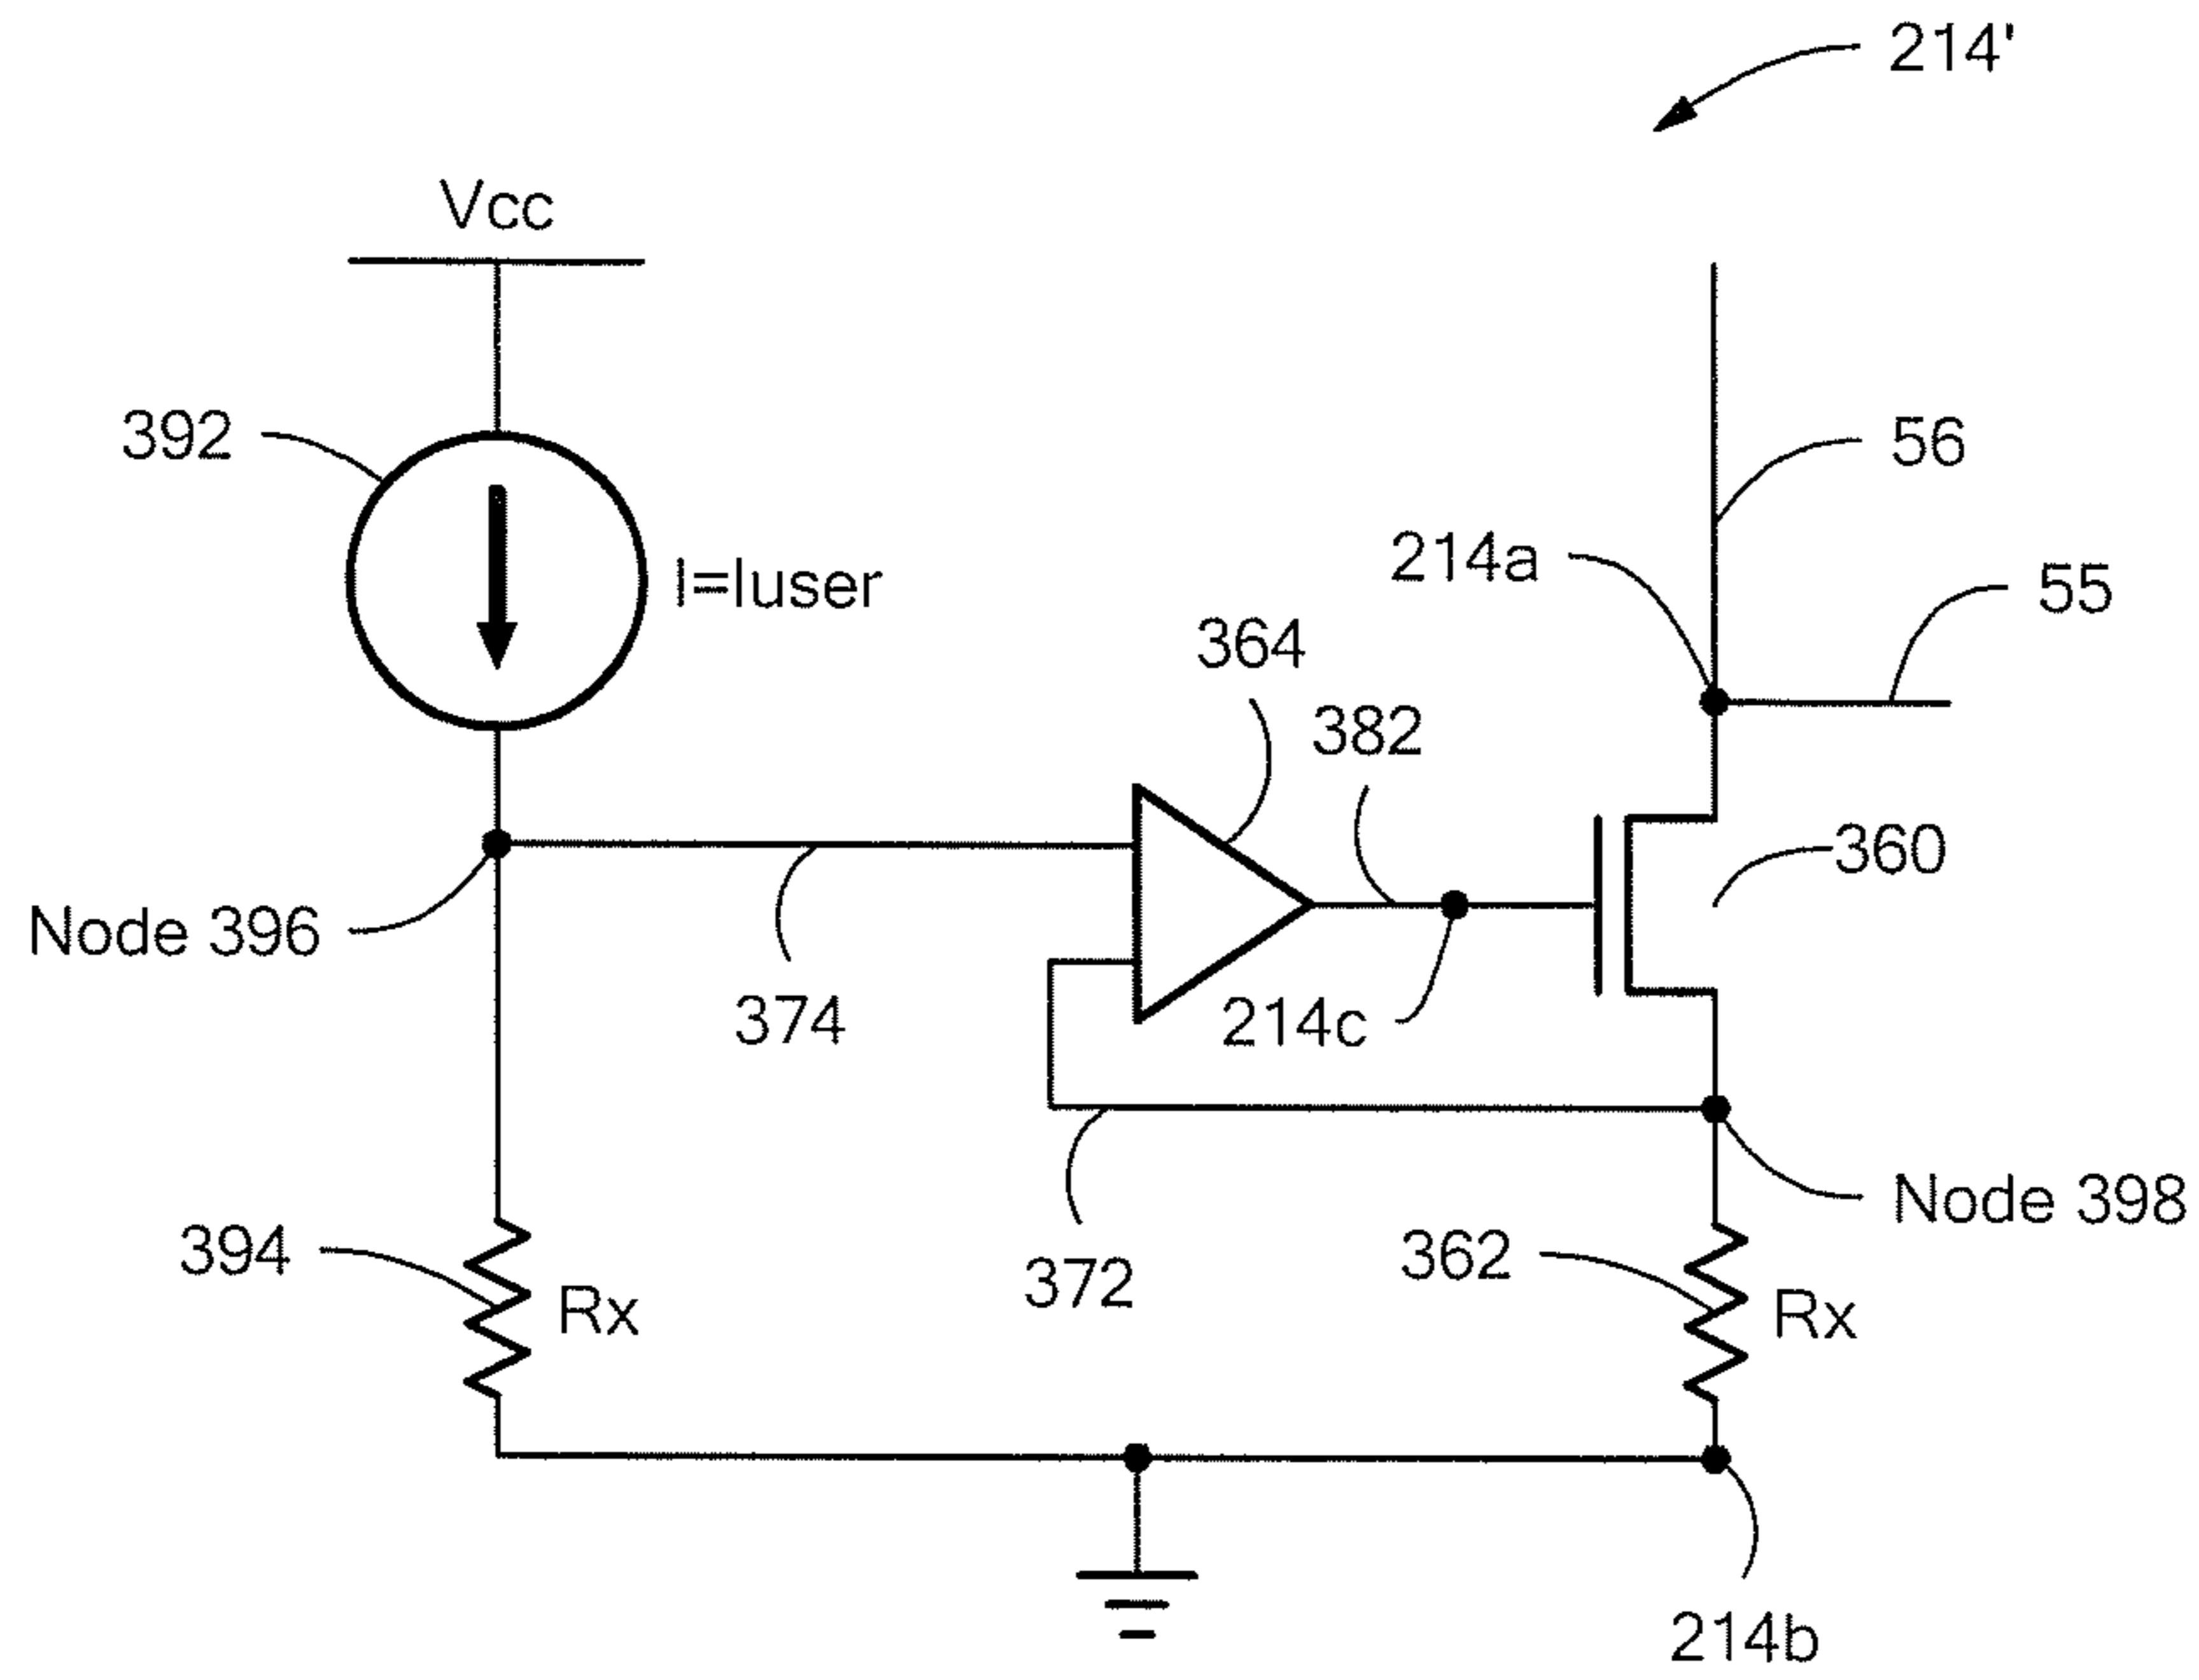 214'
Vcc
392
56
214a
I=Iuser
55
364
382
360
Node 396
374
214c
Node 398
394
362
372
Rx
Rx
214b